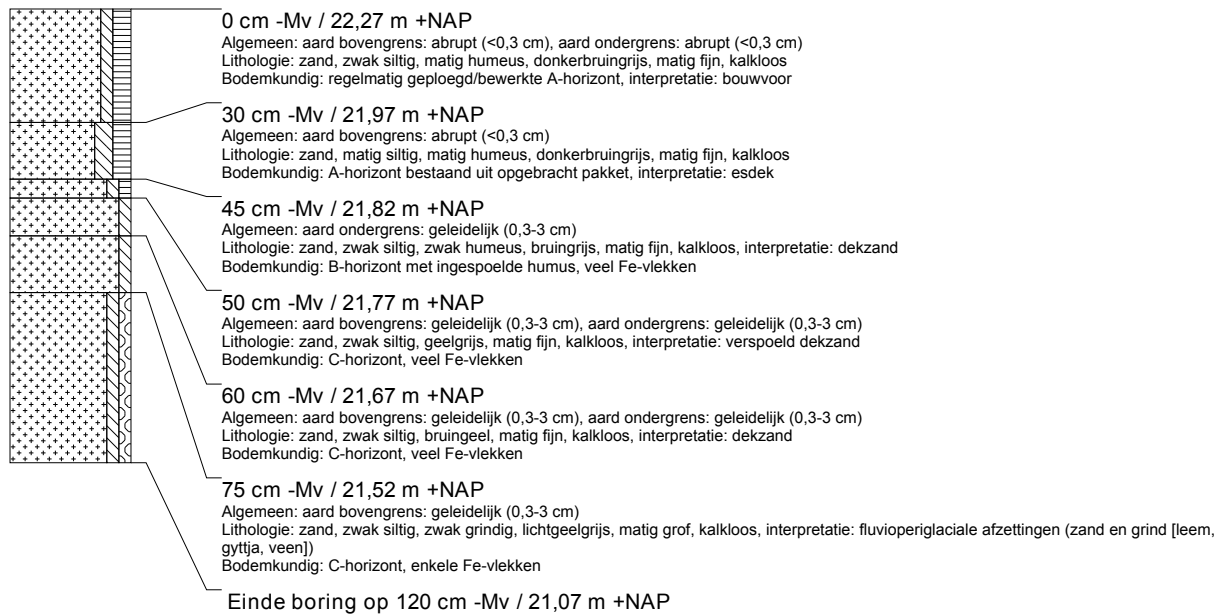 0 cm -Mv / 22,27 m +NAP
Algemeen: aard bovengrens: abrupt (<0,3 cm), aard ondergrens: abrupt (<0,3 cm)
Lithologie: zand, zwak siltig, matig humeus, donkerbruingrijs, matig fijn, kalkloos
Bodemkundig: regelmatig geploegd/bewerkte A-horizont, interpretatie: bouwvoor
30 cm -Mv / 21,97 m +NAP
Algemeen: aard bovengrens: abrupt (<0,3 cm)
Lithologie: zand, matig siltig, matig humeus, donkerbruingrijs, matig fijn, kalkloos
Bodemkundig: A-horizont bestaand uit opgebracht pakket, interpretatie: esdek
45 cm -Mv / 21,82 m +NAP
Algemeen: aard ondergrens: geleidelijk (0,3-3 cm)
Lithologie: zand, zwak siltig, zwak humeus, bruingrijs, matig fijn, kalkloos, interpretatie: dekzand
Bodemkundig: B-horizont met ingespoelde humus, veel Fe-vlekken
50 cm -Mv / 21,77 m +NAP
Algemeen: aard bovengrens: geleidelijk (0,3-3 cm), aard ondergrens: geleidelijk (0,3-3 cm)
Lithologie: zand, zwak siltig, geelgrijs, matig fijn, kalkloos, interpretatie: verspoeld dekzand
Bodemkundig: C-horizont, veel Fe-vlekken
60 cm -Mv / 21,67 m +NAP
Algemeen: aard bovengrens: geleidelijk (0,3-3 cm), aard ondergrens: geleidelijk (0,3-3 cm)
Lithologie: zand, zwak siltig, bruingeel, matig fijn, kalkloos, interpretatie: dekzand
Bodemkundig: C-horizont, veel Fe-vlekken
75 cm -Mv / 21,52 m +NAP
Algemeen: aard bovengrens: geleidelijk (0,3-3 cm)
Lithologie: zand, zwak siltig, zwak grindig, lichtgeelgrijs, matig grof, kalkloos, interpretatie: fluvioperiglaciale afzettingen (zand en grind [leem,
gyttja, veen])
Bodemkundig: C-horizont, enkele Fe-vlekken
Einde boring op 120 cm -Mv / 21,07 m +NAP